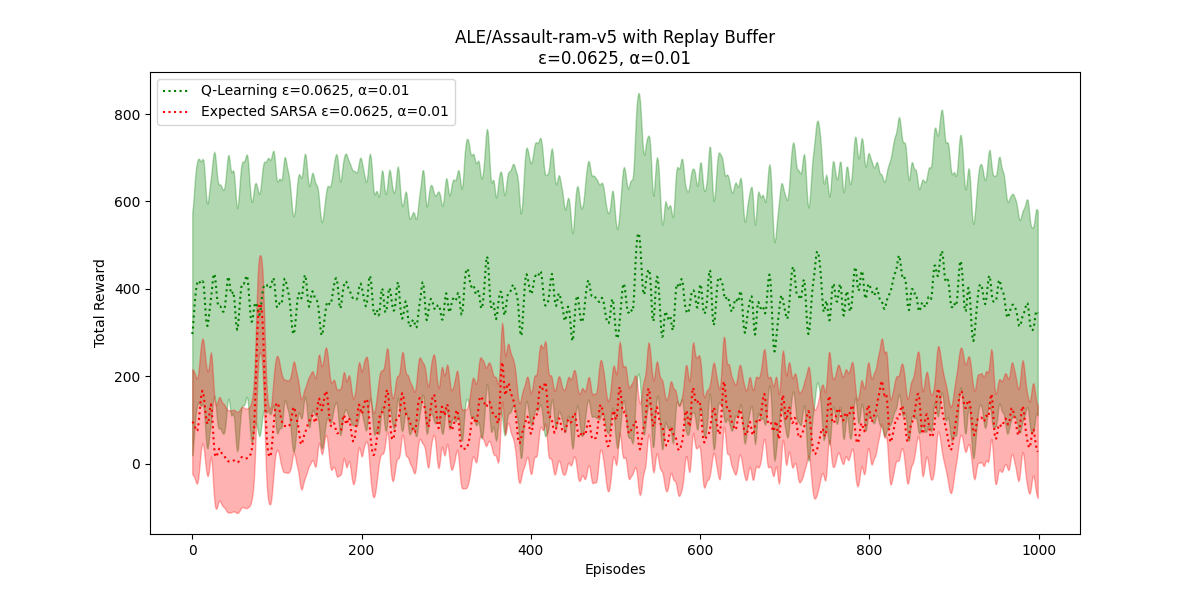 ALE/Assault-ram-v5 with Replay Buffer
ε=0.0625, α=0.01
Q-Learning ε=0.0625, α=0.01
Expected SARSA ε=0.0625, α=0.01
Total Reward
800
600
400
200
0
0 200 400 600 800 1000
Episodes